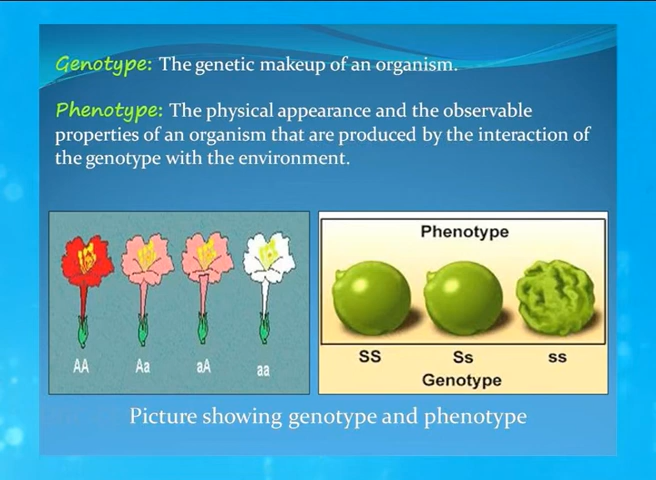 Genotype: The genetic makeup of an organism.
Phenotype: The physical appearance and the observable
properties of an organism that are produced by the interaction of
the genotype with the environment.
AA Aa aA aa
Phenotype
SS Ss ss
Genotype
Picture showing genotype and phenotype